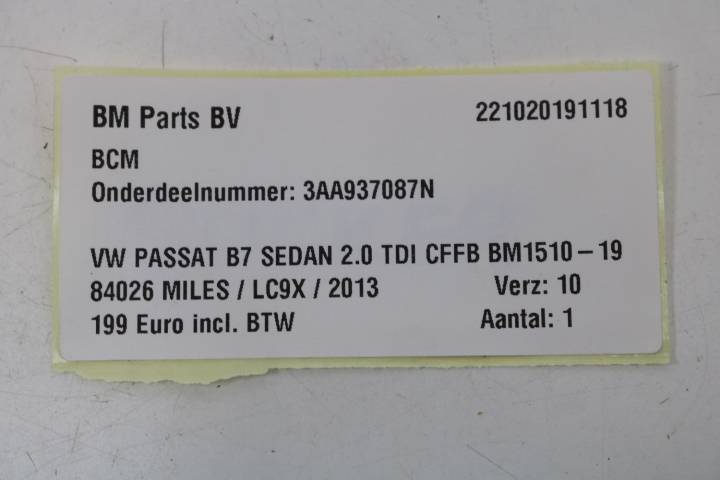 BM Parts BV 221020191118
BCM
Onderdeelnummer: 3AA937087N
VW PASSAT B7 SEDAN 2.0 TDI CFFB BM1510-19
84026 MILES / LC9X / 2013 Verz: 10
199 Euro incl. BTW Aantal: 1